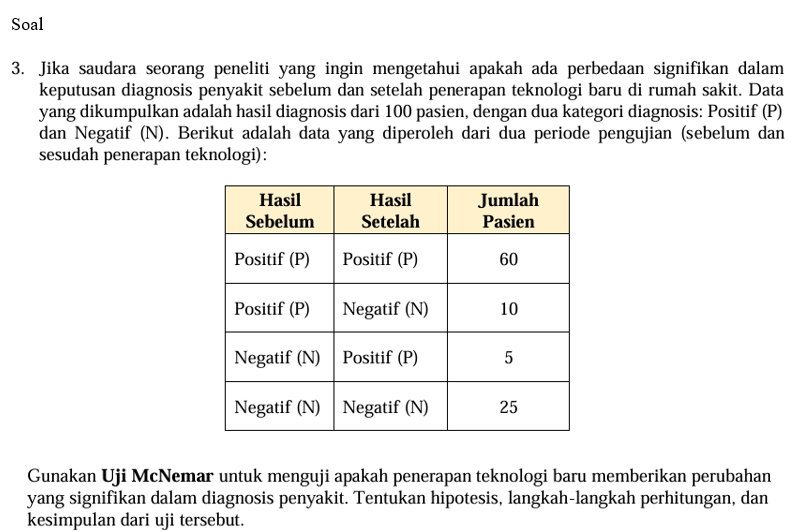 Soal
3. Jika saudara seorang peneliti yang ingin mengetahui apakah ada perbedaan signifikan dalam
keputusan diagnosis penyakit sebelum dan setelah penerapan teknologi baru di rumah sakit. Data
yang dikumpulkan adalah hasil diagnosis dari 100 pasien, dengan dua kategori diagnosis: Positif (P)
dan Negatif (N). Berikut adalah data yang diperoleh dari dua periode pengujian (sebelum dan
sesudah penerapan teknologi):
Hasil Sebelum | Hasil Setelah | Jumlah Pasien
Positif (P) | Positif (P) | 60
Positif (P) | Negatif (N) | 10
Negatif (N) | Positif (P) | 5
Negatif (N) | Negatif (N) | 25
Gunakan Uji McNemar untuk menguji apakah penerapan teknologi baru memberikan perubahan
yang signifikan dalam diagnosis penyakit. Tentukan hipotesis, langkah-langkah perhitungan, dan
kesimpulan dari uji tersebut.